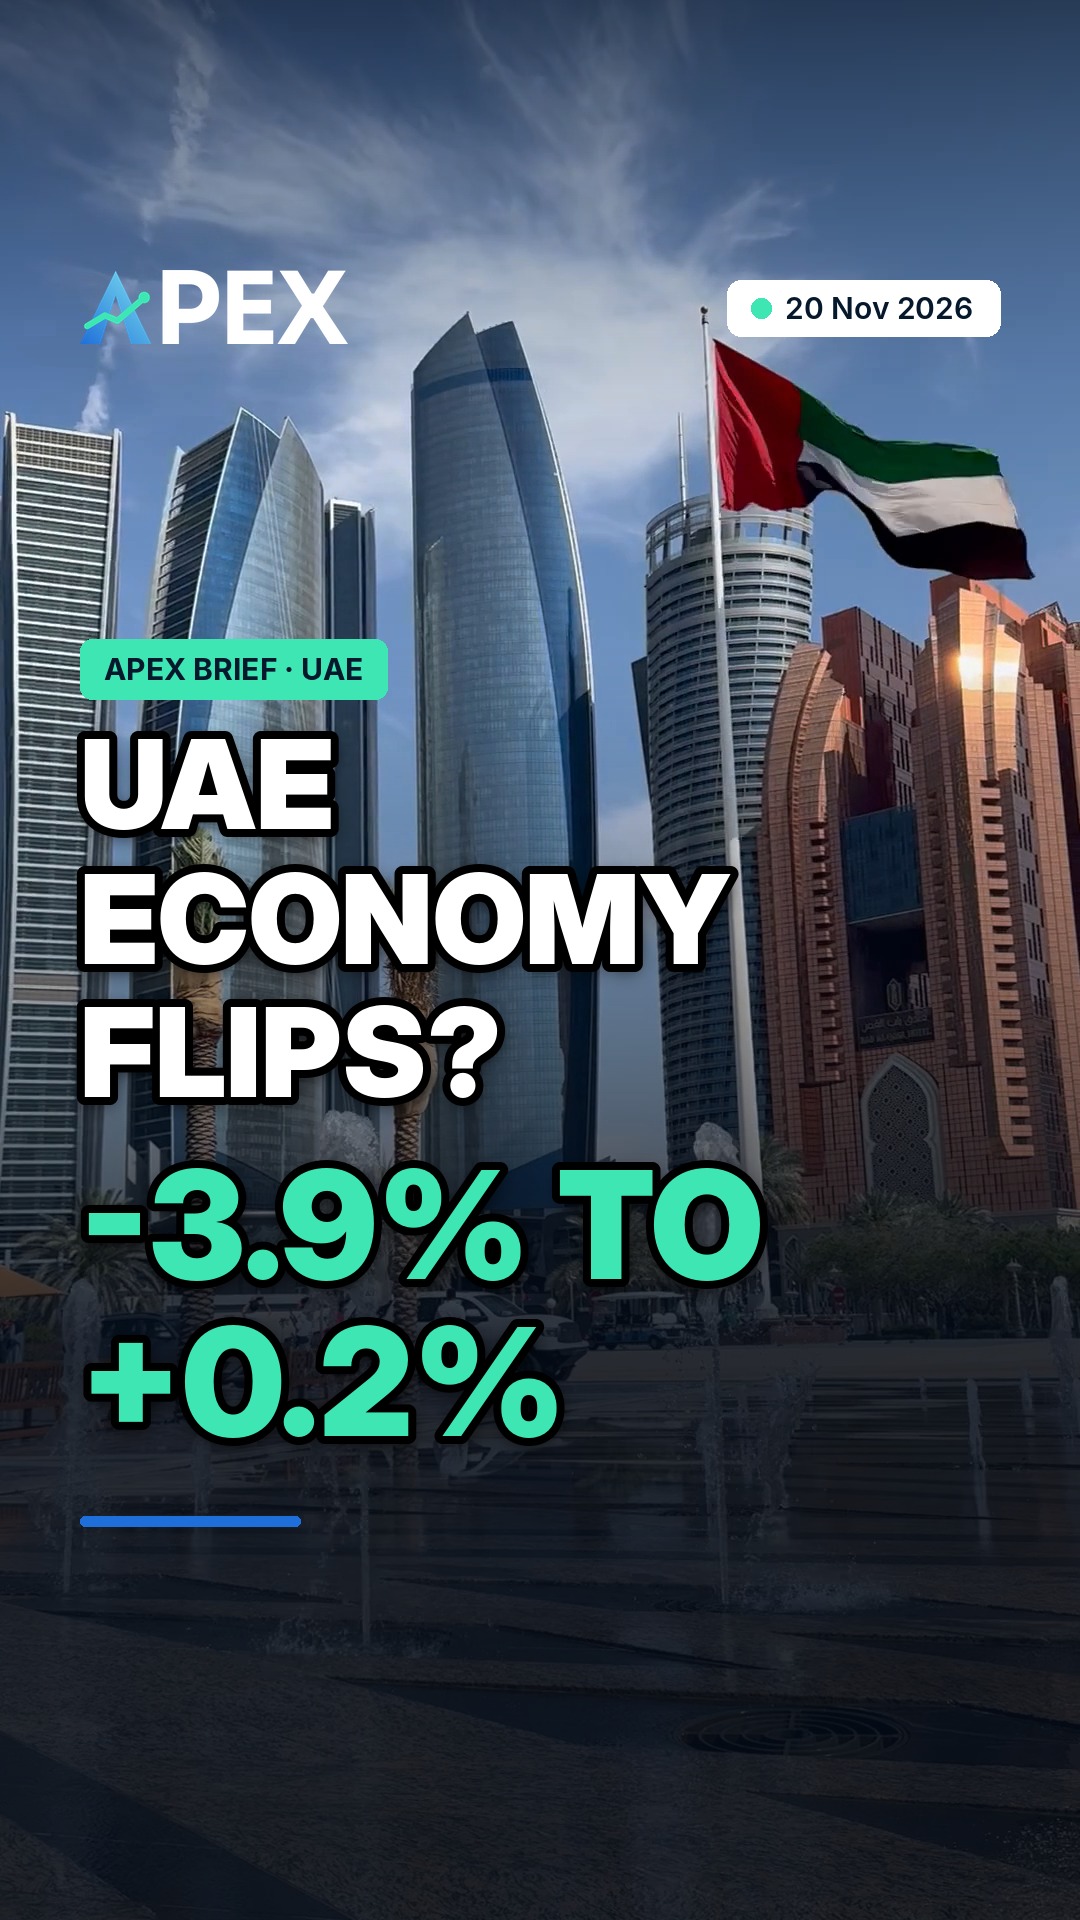 APEX
20 Nov 2026
APEX BRIEF · UAE
UAE
ECONOMY
FLIPS?
-3.9% TO
+0.2%